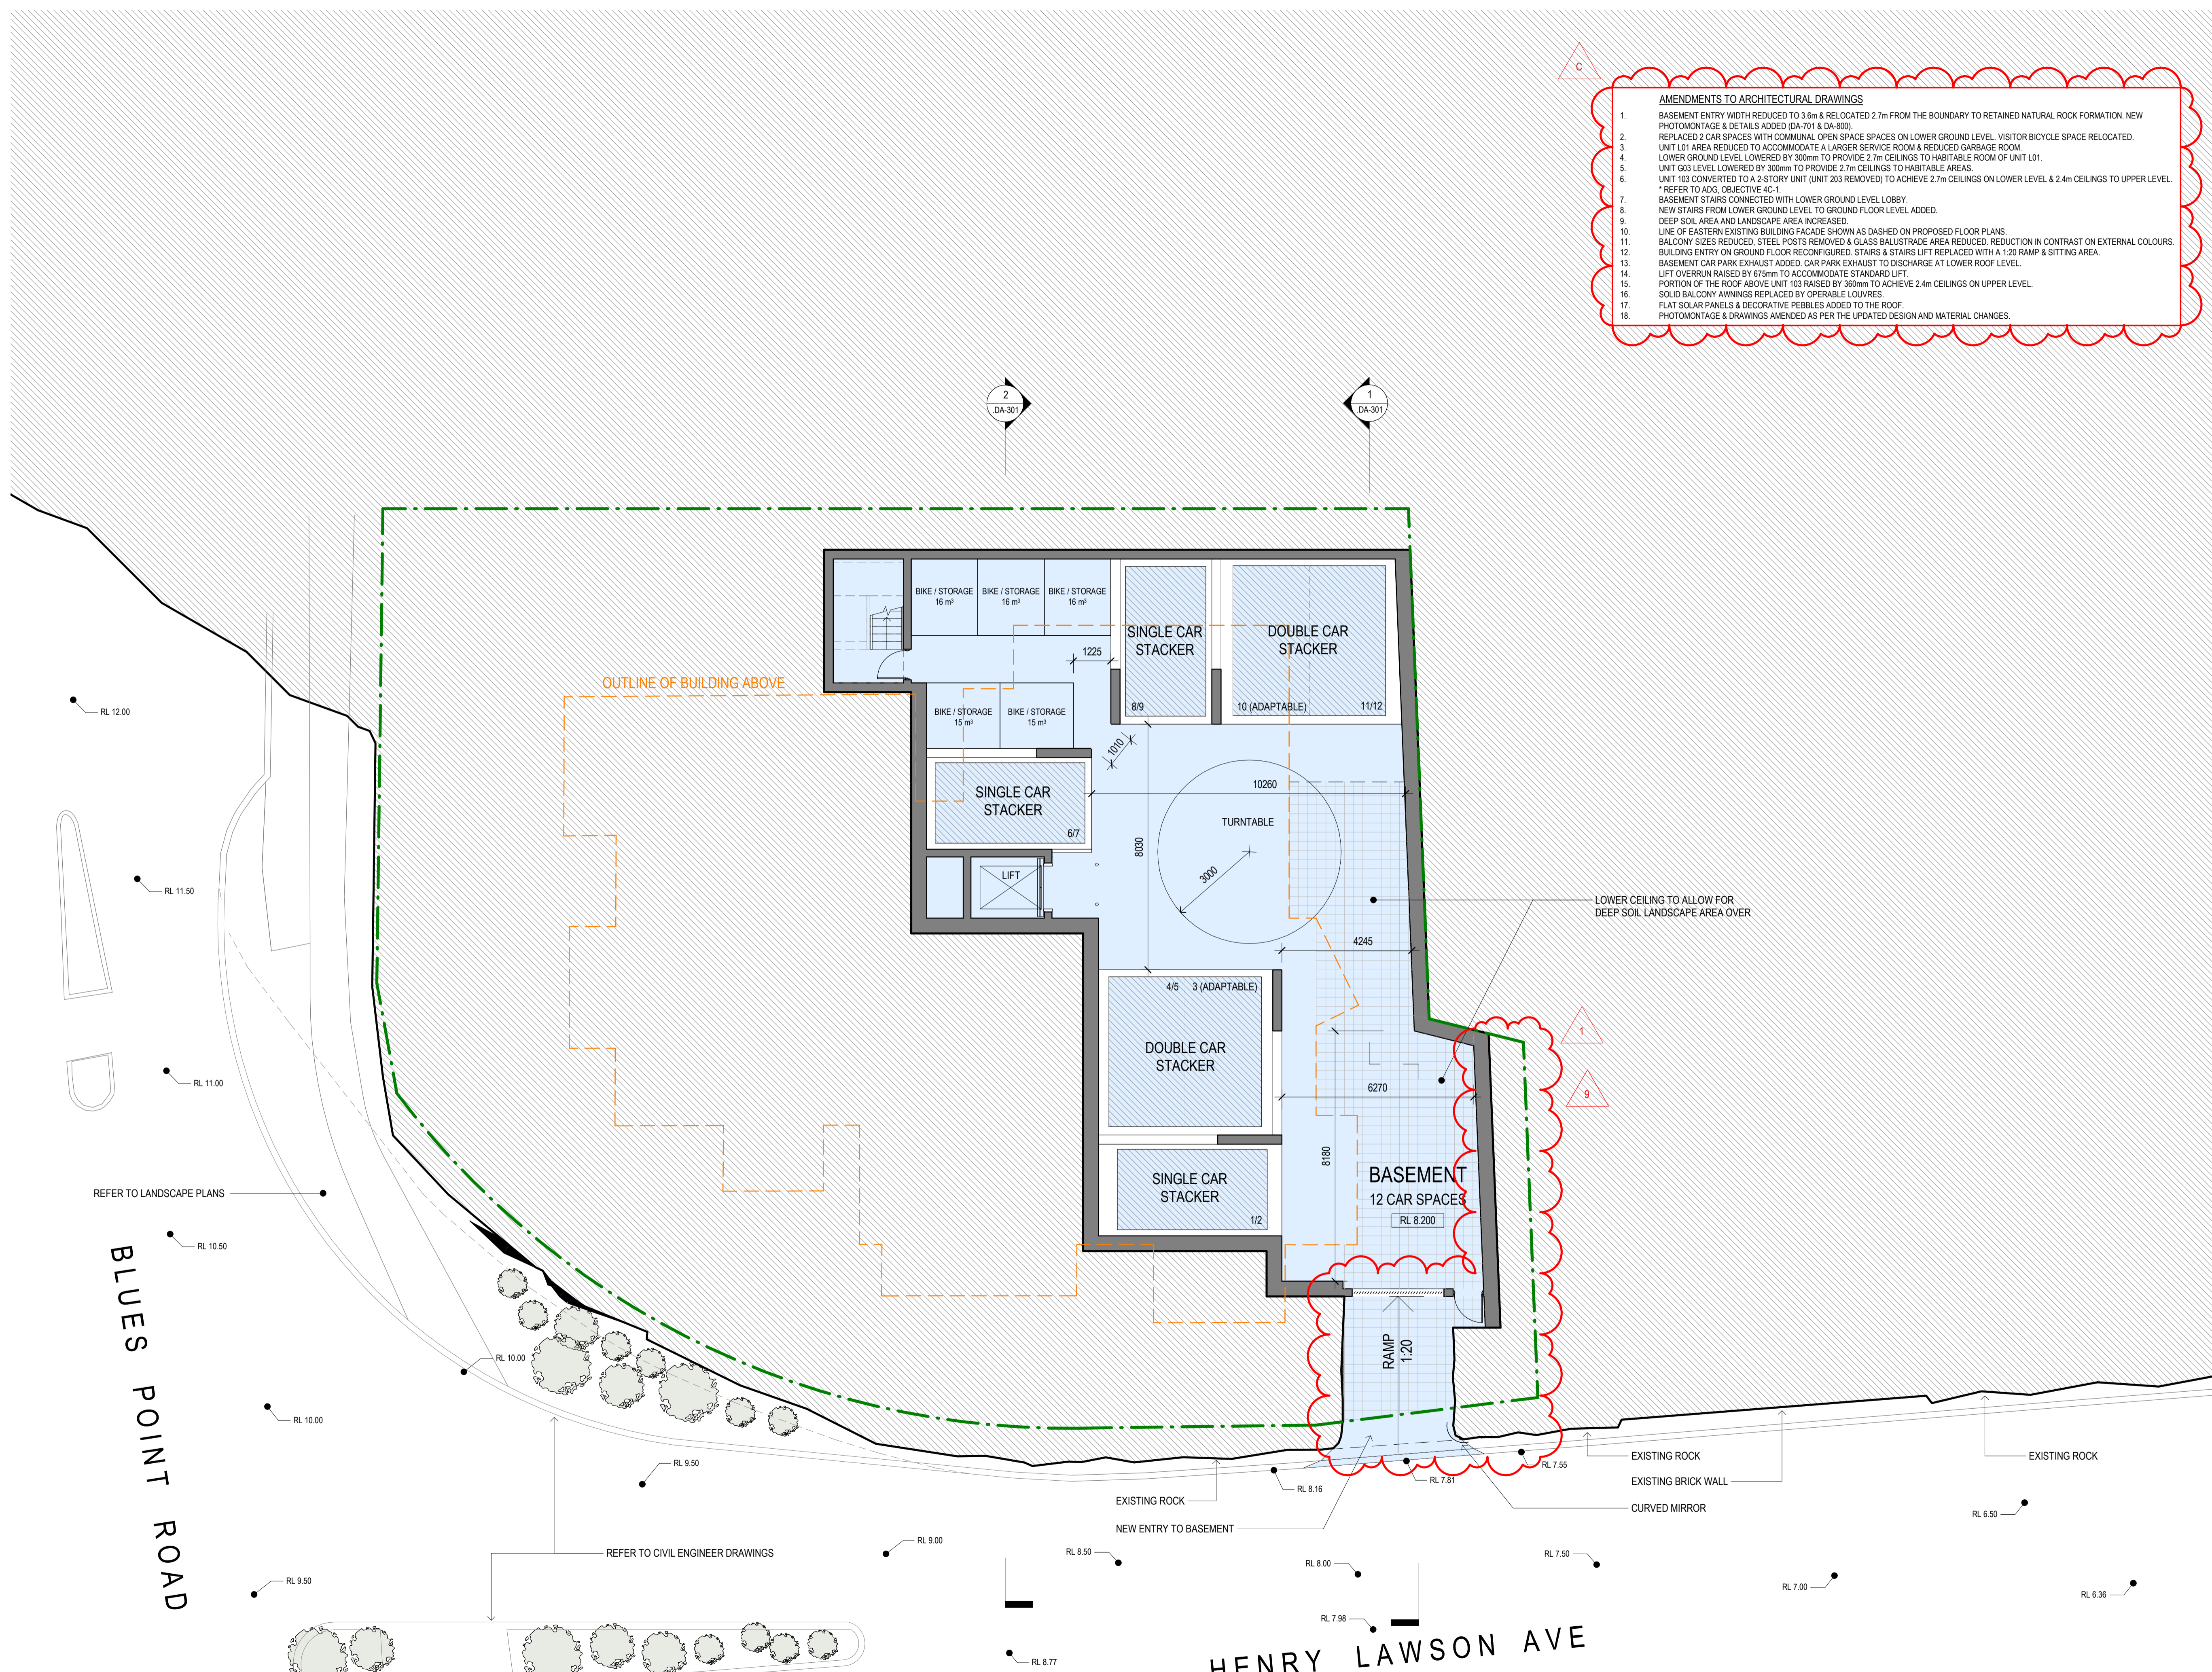 C
AMENDMENTS TO ARCHITECTURAL DRAWINGS
1. BASEMENT ENTRY WIDTH REDUCED TO 3.6m & RELOCATED 2.7m FROM THE BOUNDARY TO RETAINED NATURAL ROCK FORMATION. NEW
PHOTOMONTAGE & DETAILS ADDED (DA-701 & DA-800).
2. REPLACED 2 CAR SPACES WITH COMMUNAL OPEN SPACE SPACES ON LOWER GROUND LEVEL. VISITOR BICYCLE SPACE RELOCATED.
3. UNIT L01 AREA REDUCED TO ACCOMMODATE A LARGER SERVICE ROOM & REDUCED GARBAGE ROOM.
4. LOWER GROUND LEVEL LOWERED BY 300mm TO PROVIDE 2.7m CEILINGS TO HABITABLE ROOM OF UNIT L01.
5. UNIT G03 LEVEL LOWERED BY 300mm TO PROVIDE 2.7m CEILINGS TO HABITABLE AREAS.
6. UNIT 103 CONVERTED TO A 2-STORY UNIT (UNIT 203 REMOVED) TO ACHIEVE 2.7m CEILINGS ON LOWER LEVEL & 2.4m CEILINGS TO UPPER LEVEL.
* REFER TO ADG, OBJECTIVE 4C-1.
7. BASEMENT STAIRS CONNECTED WITH LOWER GROUND LEVEL LOBBY.
8. NEW STAIRS FROM LOWER GROUND LEVEL TO GROUND FLOOR LEVEL ADDED.
9. DEEP SOIL AREA AND LANDSCAPE AREA INCREASED.
10. LINE OF EASTERN EXISTING BUILDING FACADE SHOWN AS DASHED ON PROPOSED FLOOR PLANS.
11. BALCONY SIZES REDUCED, STEEL POSTS REMOVED & GLASS BALUSTRADE AREA REDUCED. REDUCTION IN CONTRAST ON EXTERNAL COLOURS.
12. BUILDING ENTRY ON GROUND FLOOR RECONFIGURED. STAIRS & STAIRS LIFT REPLACED WITH A 1:20 RAMP & SITTING AREA.
13. BASEMENT CAR PARK EXHAUST ADDED. CAR PARK EXHAUST TO DISCHARGE AT LOWER ROOF LEVEL.
14. LIFT OVERRUN RAISED BY 675mm TO ACCOMMODATE STANDARD LIFT.
15. PORTION OF THE ROOF ABOVE UNIT 103 RAISED BY 360mm TO ACHIEVE 2.4m CEILINGS ON UPPER LEVEL.
16. SOLID BALCONY AWNINGS REPLACED BY OPERABLE LOUVRES.
17. FLAT SOLAR PANELS & DECORATIVE PEBBLES ADDED TO THE ROOF.
18. PHOTOMONTAGE & DRAWINGS AMENDED AS PER THE UPDATED DESIGN AND MATERIAL CHANGES.
2
.DA-301
1
.DA-301
BIKE / STORAGE
16 m³
BIKE / STORAGE
16 m³
BIKE / STORAGE
16 m³
SINGLE CAR
STACKER
8/9
DOUBLE CAR
STACKER
10 (ADAPTABLE)
11/12
1225
OUTLINE OF BUILDING ABOVE
BIKE / STORAGE
15 m³
BIKE / STORAGE
15 m³
1010
RL 12.00
SINGLE CAR
STACKER
6/7
10260
TURNTABLE
8030
3000
LIFT
RL 11.50
LOWER CEILING TO ALLOW FOR
DEEP SOIL LANDSCAPE AREA OVER
4245
4/5
3 (ADAPTABLE)
DOUBLE CAR
STACKER
1
9
6270
RL 11.00
8180
BASEMENT
12 CAR SPACES
RL 8.200
SINGLE CAR
STACKER
1/2
REFER TO LANDSCAPE PLANS
RL 10.50
RAMP
1:20
RL 10.00
RL 10.00
BLUES POINT ROAD
RL 9.50
RL 8.16
RL 7.81
RL 7.55
EXISTING ROCK
EXISTING ROCK
EXISTING BRICK WALL
EXISTING ROCK
CURVED MIRROR
NEW ENTRY TO BASEMENT
RL 6.50
RL 9.00
REFER TO CIVIL ENGINEER DRAWINGS
RL 8.50
RL 8.00
RL 7.50
RL 7.00
RL 6.36
RL 9.50
RL 7.98
RL 8.77
HENRY LAWSON AVE